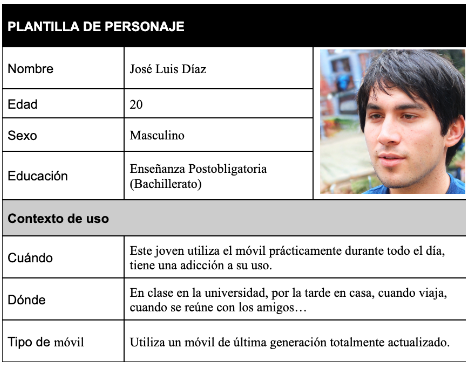 PLANTILLA DE PERSONAJE
Nombre
José Luis Díaz
Edad
20
Sexo
Masculino
Educación
Enseñanza Postobligatoria
(Bachillerato)
Contexto de uso
Cuándo
Este joven utiliza el móvil prácticamente durante todo el día,
tiene una adicción a su uso.
Dónde
En clase en la universidad, por la tarde en casa, cuando viaja,
cuando se reúne con los amigos…
Tipo de móvil
Utiliza un móvil de última generación totalmente actualizado.